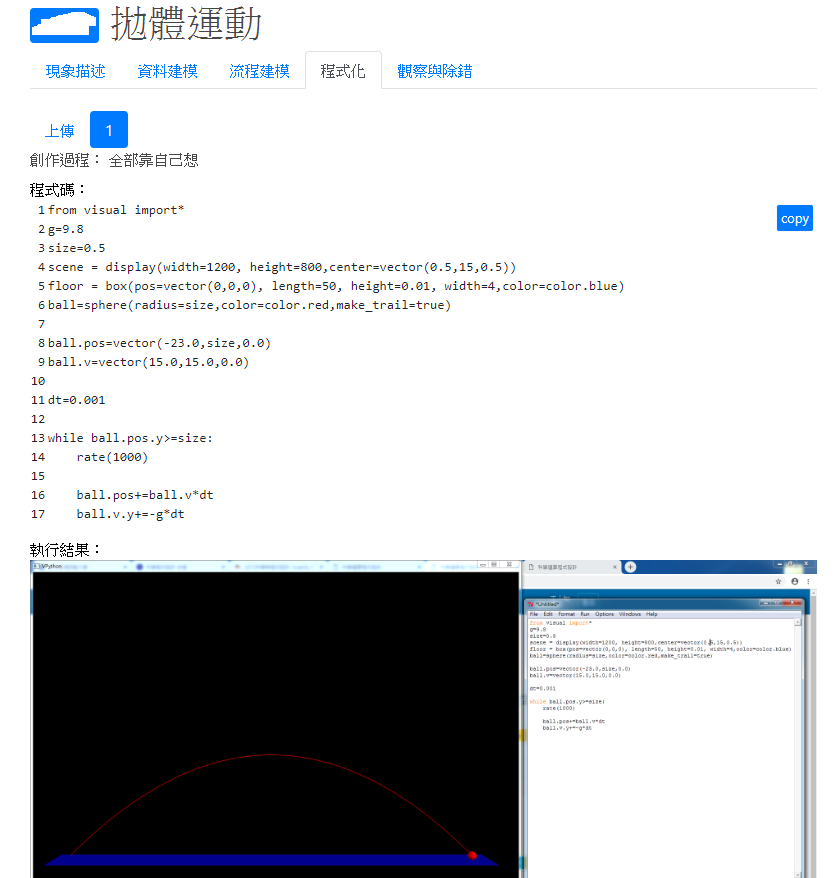 拋體運動
現象描述 資料建模 流程建模 程式化 觀察與除錯
上傳 1
創作過程： 全部靠自己想
程式碼：
copy
1 from visual import*
2 g=9.8
3 size=0.5
4 scene = display(width=1200, height=800,center=vector(0.5,15,0.5))
5 floor = box(pos=vector(0,0,0), length=50, height=0.01, width=4,color=color.blue)
6 ball=sphere(radius=size,color=color.red,make_trail=true)
7
8 ball.pos=vector(-23.0,size,0.0)
9 ball.v=vector(15.0,15.0,0.0)
10
11 dt=0.001
12
13 while ball.pos.y>=size:
14     rate(1000)
15
16     ball.pos+=ball.v*dt
17     ball.v.y+=-g*dt
執行結果：
VPython
*Untitled*
File Edit Format Run Options Windows Help
from visual import*
g=9.8
size=0.5
scene = display(width=1200, height=800,center=vector(0.5,15,0.5))
floor = box(pos=vector(0,0,0), length=50, height=0.01, width=4,color=color.blue)
ball=sphere(radius=size,color=color.red,make_trail=true)
ball.pos=vector(-23.0,size,0.0)
ball.v=vector(15.0,15.0,0.0)
dt=0.001
while ball.pos.y>=size:
    rate(1000)
    ball.pos+=ball.v*dt
    ball.v.y+=-g*dt